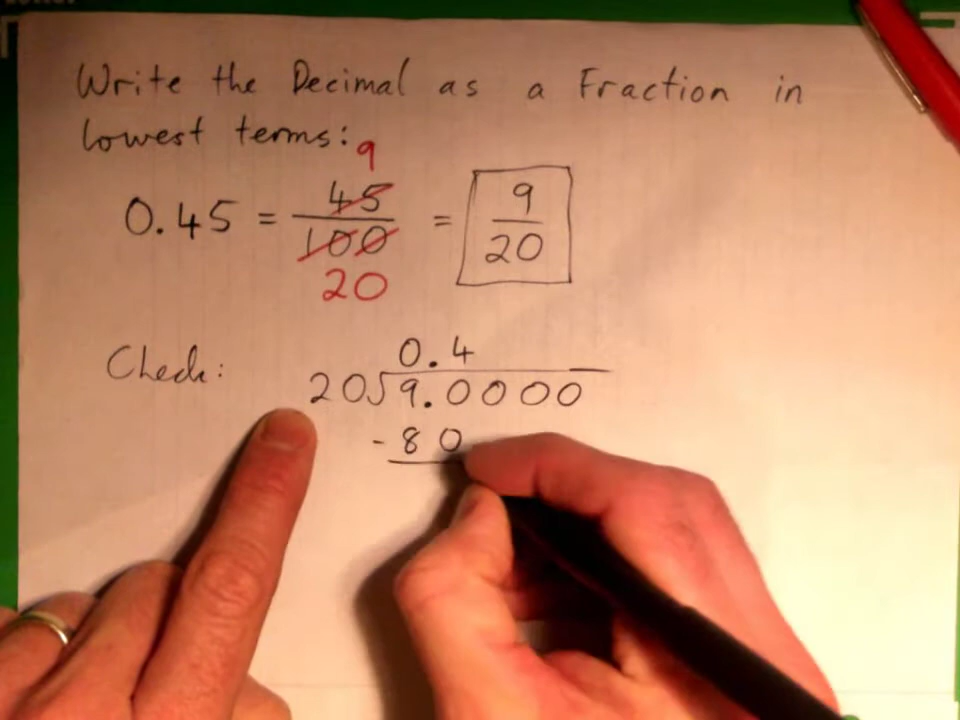 Write the Decimal as a Fraction in
lowest terms:
9
0.45 = 45/100 = 9/20
20
Check:
0.4
20)9.0000
-80